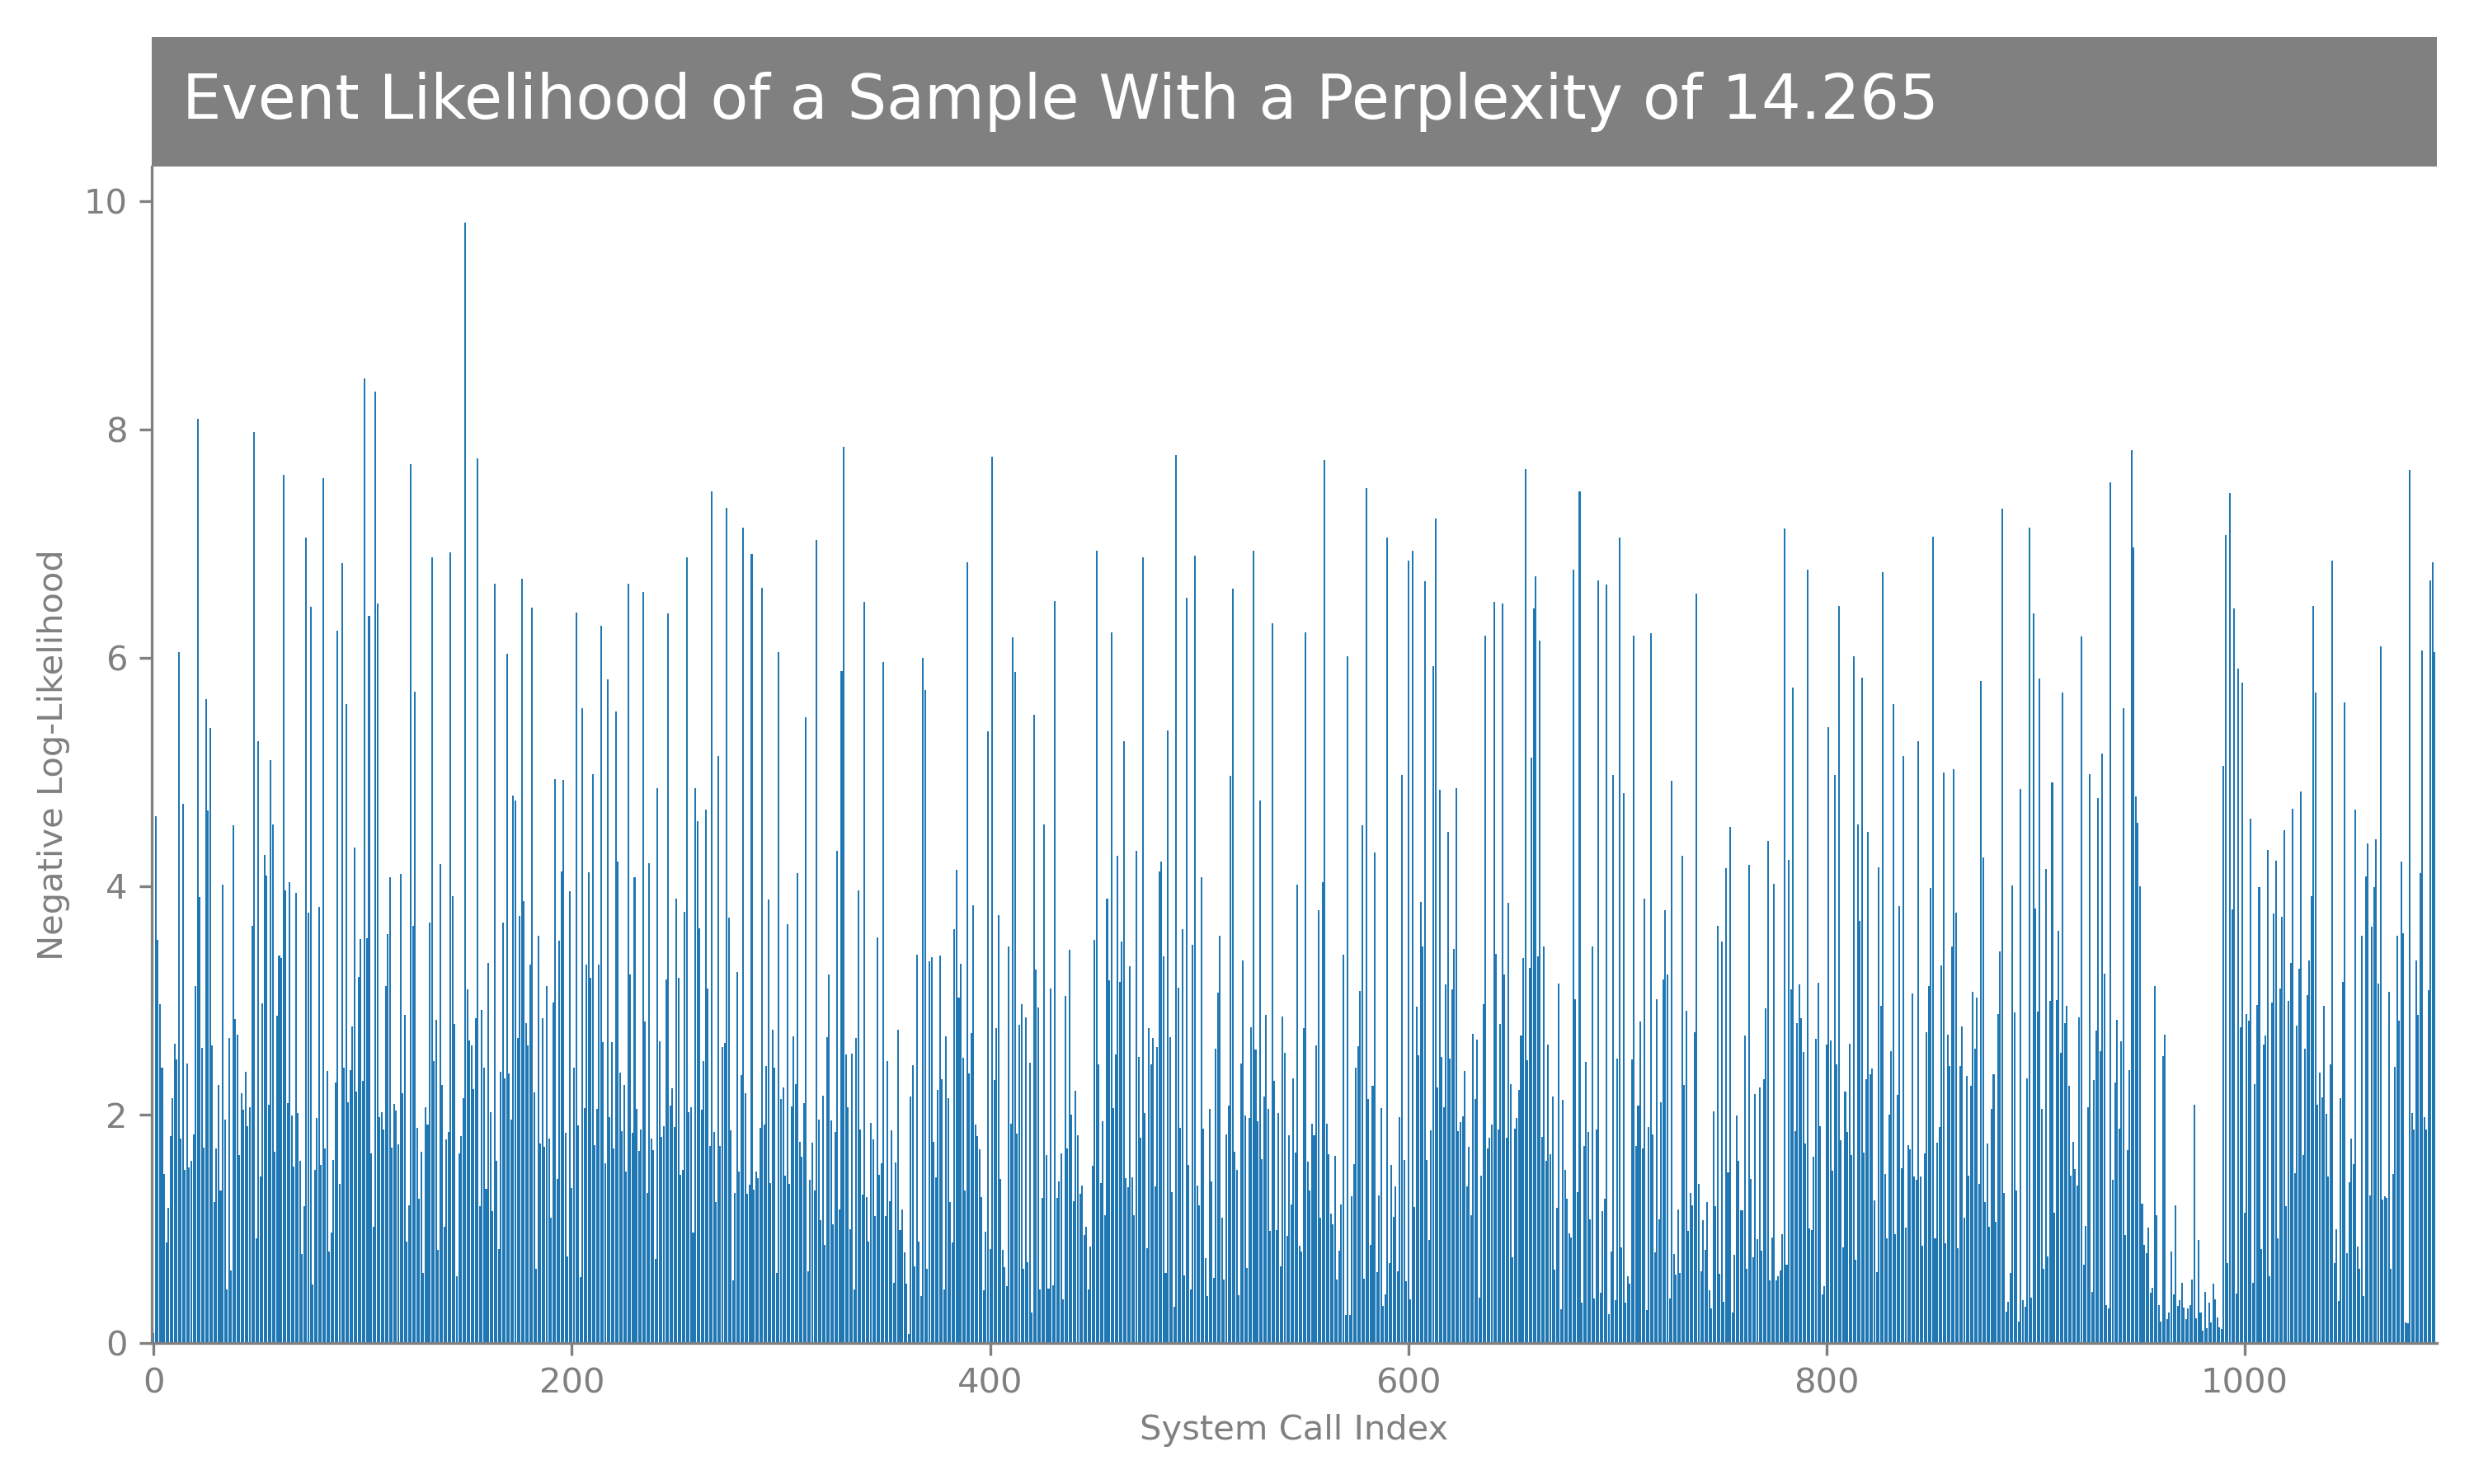 Event Likelihood of a Sample With a Perplexity of 14.265
10
8
6
4
2
0
Negative Log-Likelihood
0 200 400 600 800 1000
System Call Index